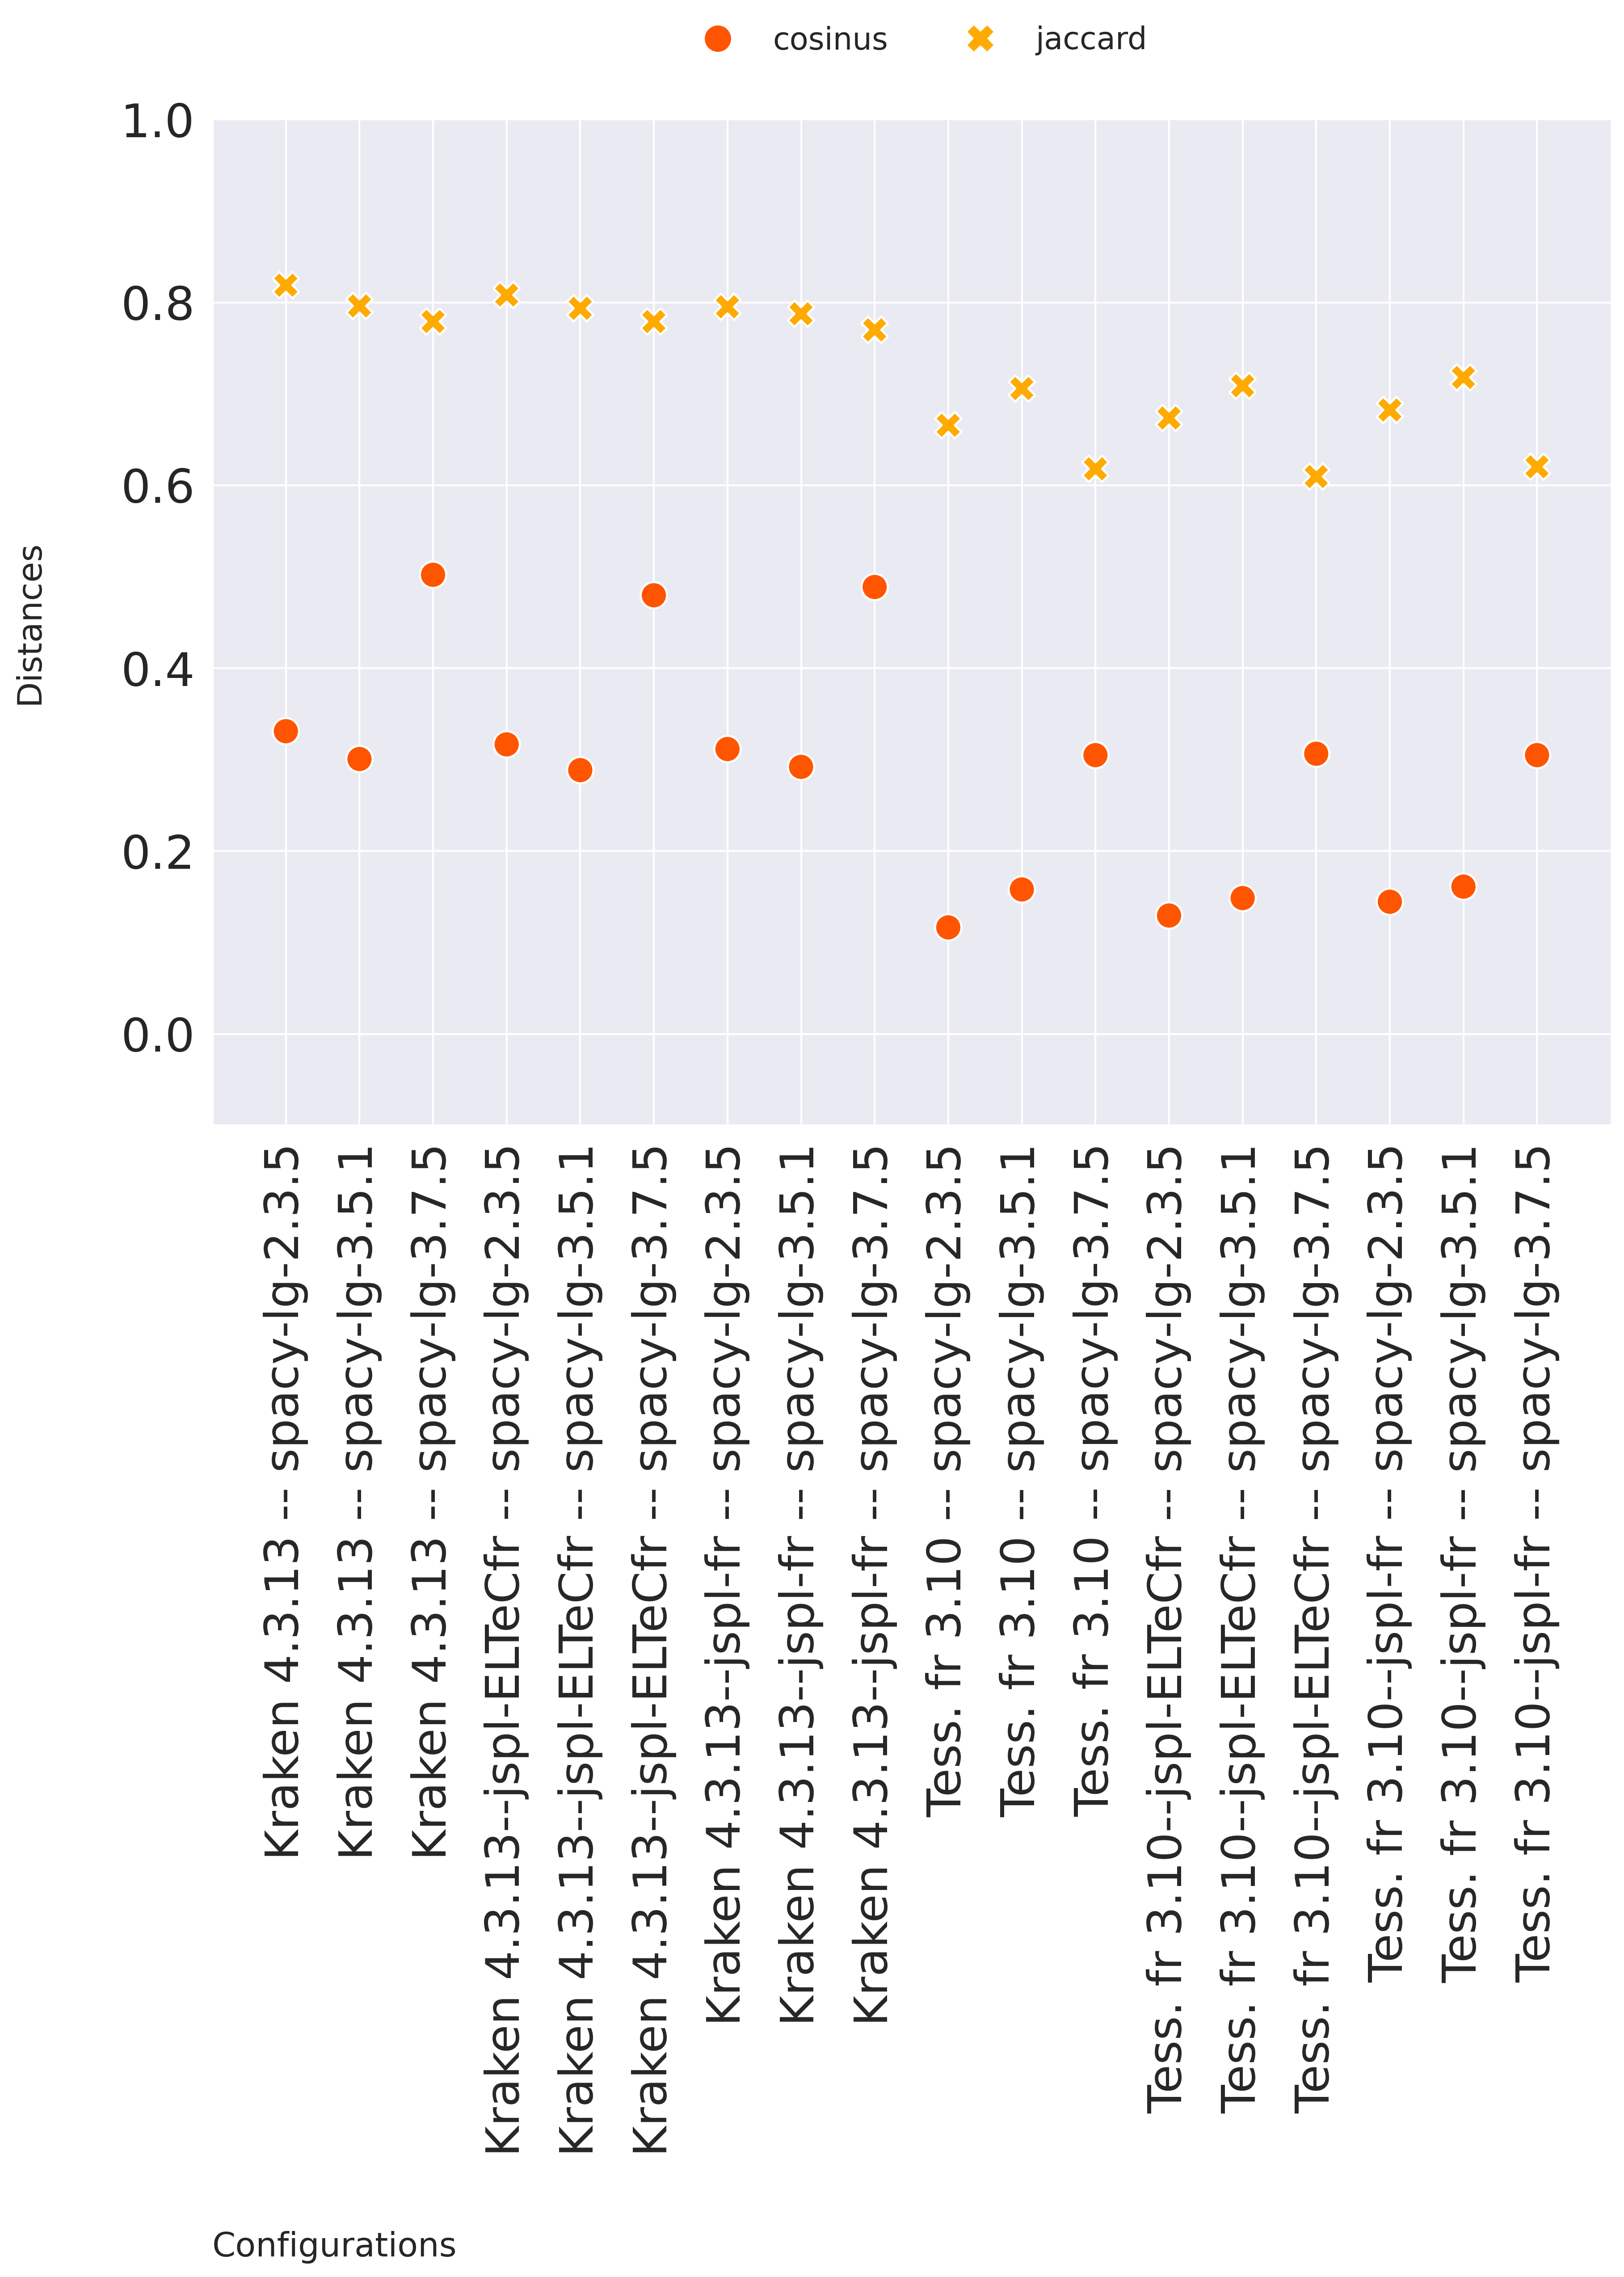 cosinus jaccard
1.0
0.8
0.6
0.4
0.2
0.0
Distances
Kraken 4.3.13 -- spacy-lg-2.3.5
Kraken 4.3.13 -- spacy-lg-3.5.1
Kraken 4.3.13 -- spacy-lg-3.7.5
Kraken 4.3.13--jspl-ELTeCfr -- spacy-lg-2.3.5
Kraken 4.3.13--jspl-ELTeCfr -- spacy-lg-3.5.1
Kraken 4.3.13--jspl-ELTeCfr -- spacy-lg-3.7.5
Kraken 4.3.13--jspl-fr -- spacy-lg-2.3.5
Kraken 4.3.13--jspl-fr -- spacy-lg-3.5.1
Kraken 4.3.13--jspl-fr -- spacy-lg-3.7.5
Tess. fr 3.10 -- spacy-lg-2.3.5
Tess. fr 3.10 -- spacy-lg-3.5.1
Tess. fr 3.10 -- spacy-lg-3.7.5
Tess. fr 3.10--jspl-ELTeCfr -- spacy-lg-2.3.5
Tess. fr 3.10--jspl-ELTeCfr -- spacy-lg-3.5.1
Tess. fr 3.10--jspl-ELTeCfr -- spacy-lg-3.7.5
Tess. fr 3.10--jspl-fr -- spacy-lg-2.3.5
Tess. fr 3.10--jspl-fr -- spacy-lg-3.5.1
Tess. fr 3.10--jspl-fr -- spacy-lg-3.7.5
Configurations